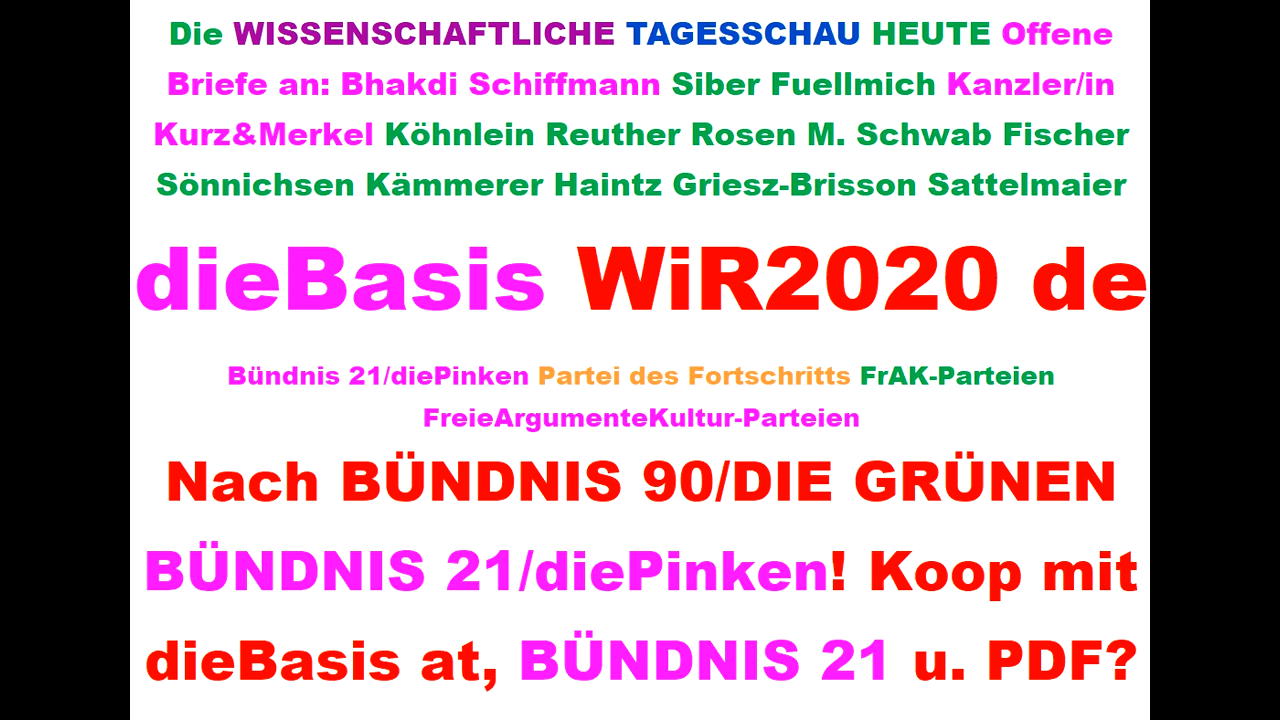 Die WISSENSCHAFTLICHE TAGESSCHAU HEUTE Offene
Briefe an: Bhakdi Schiffmann Siber Fuellmich Kanzler/in
Kurz&Merkel Köhnlein Reuther Rosen M. Schwab Fischer
Sönnichsen Kämmerer Haintz Griesz-Brisson Sattelmaier
dieBasis WiR2020 de
Bündnis 21/diePinken Partei des Fortschritts FrAK-Parteien
FreieArgumenteKultur-Parteien
Nach BÜNDNIS 90/DIE GRÜNEN
BÜNDNIS 21/diePinken! Koop mit
dieBasis at, BÜNDNIS 21 u. PDF?